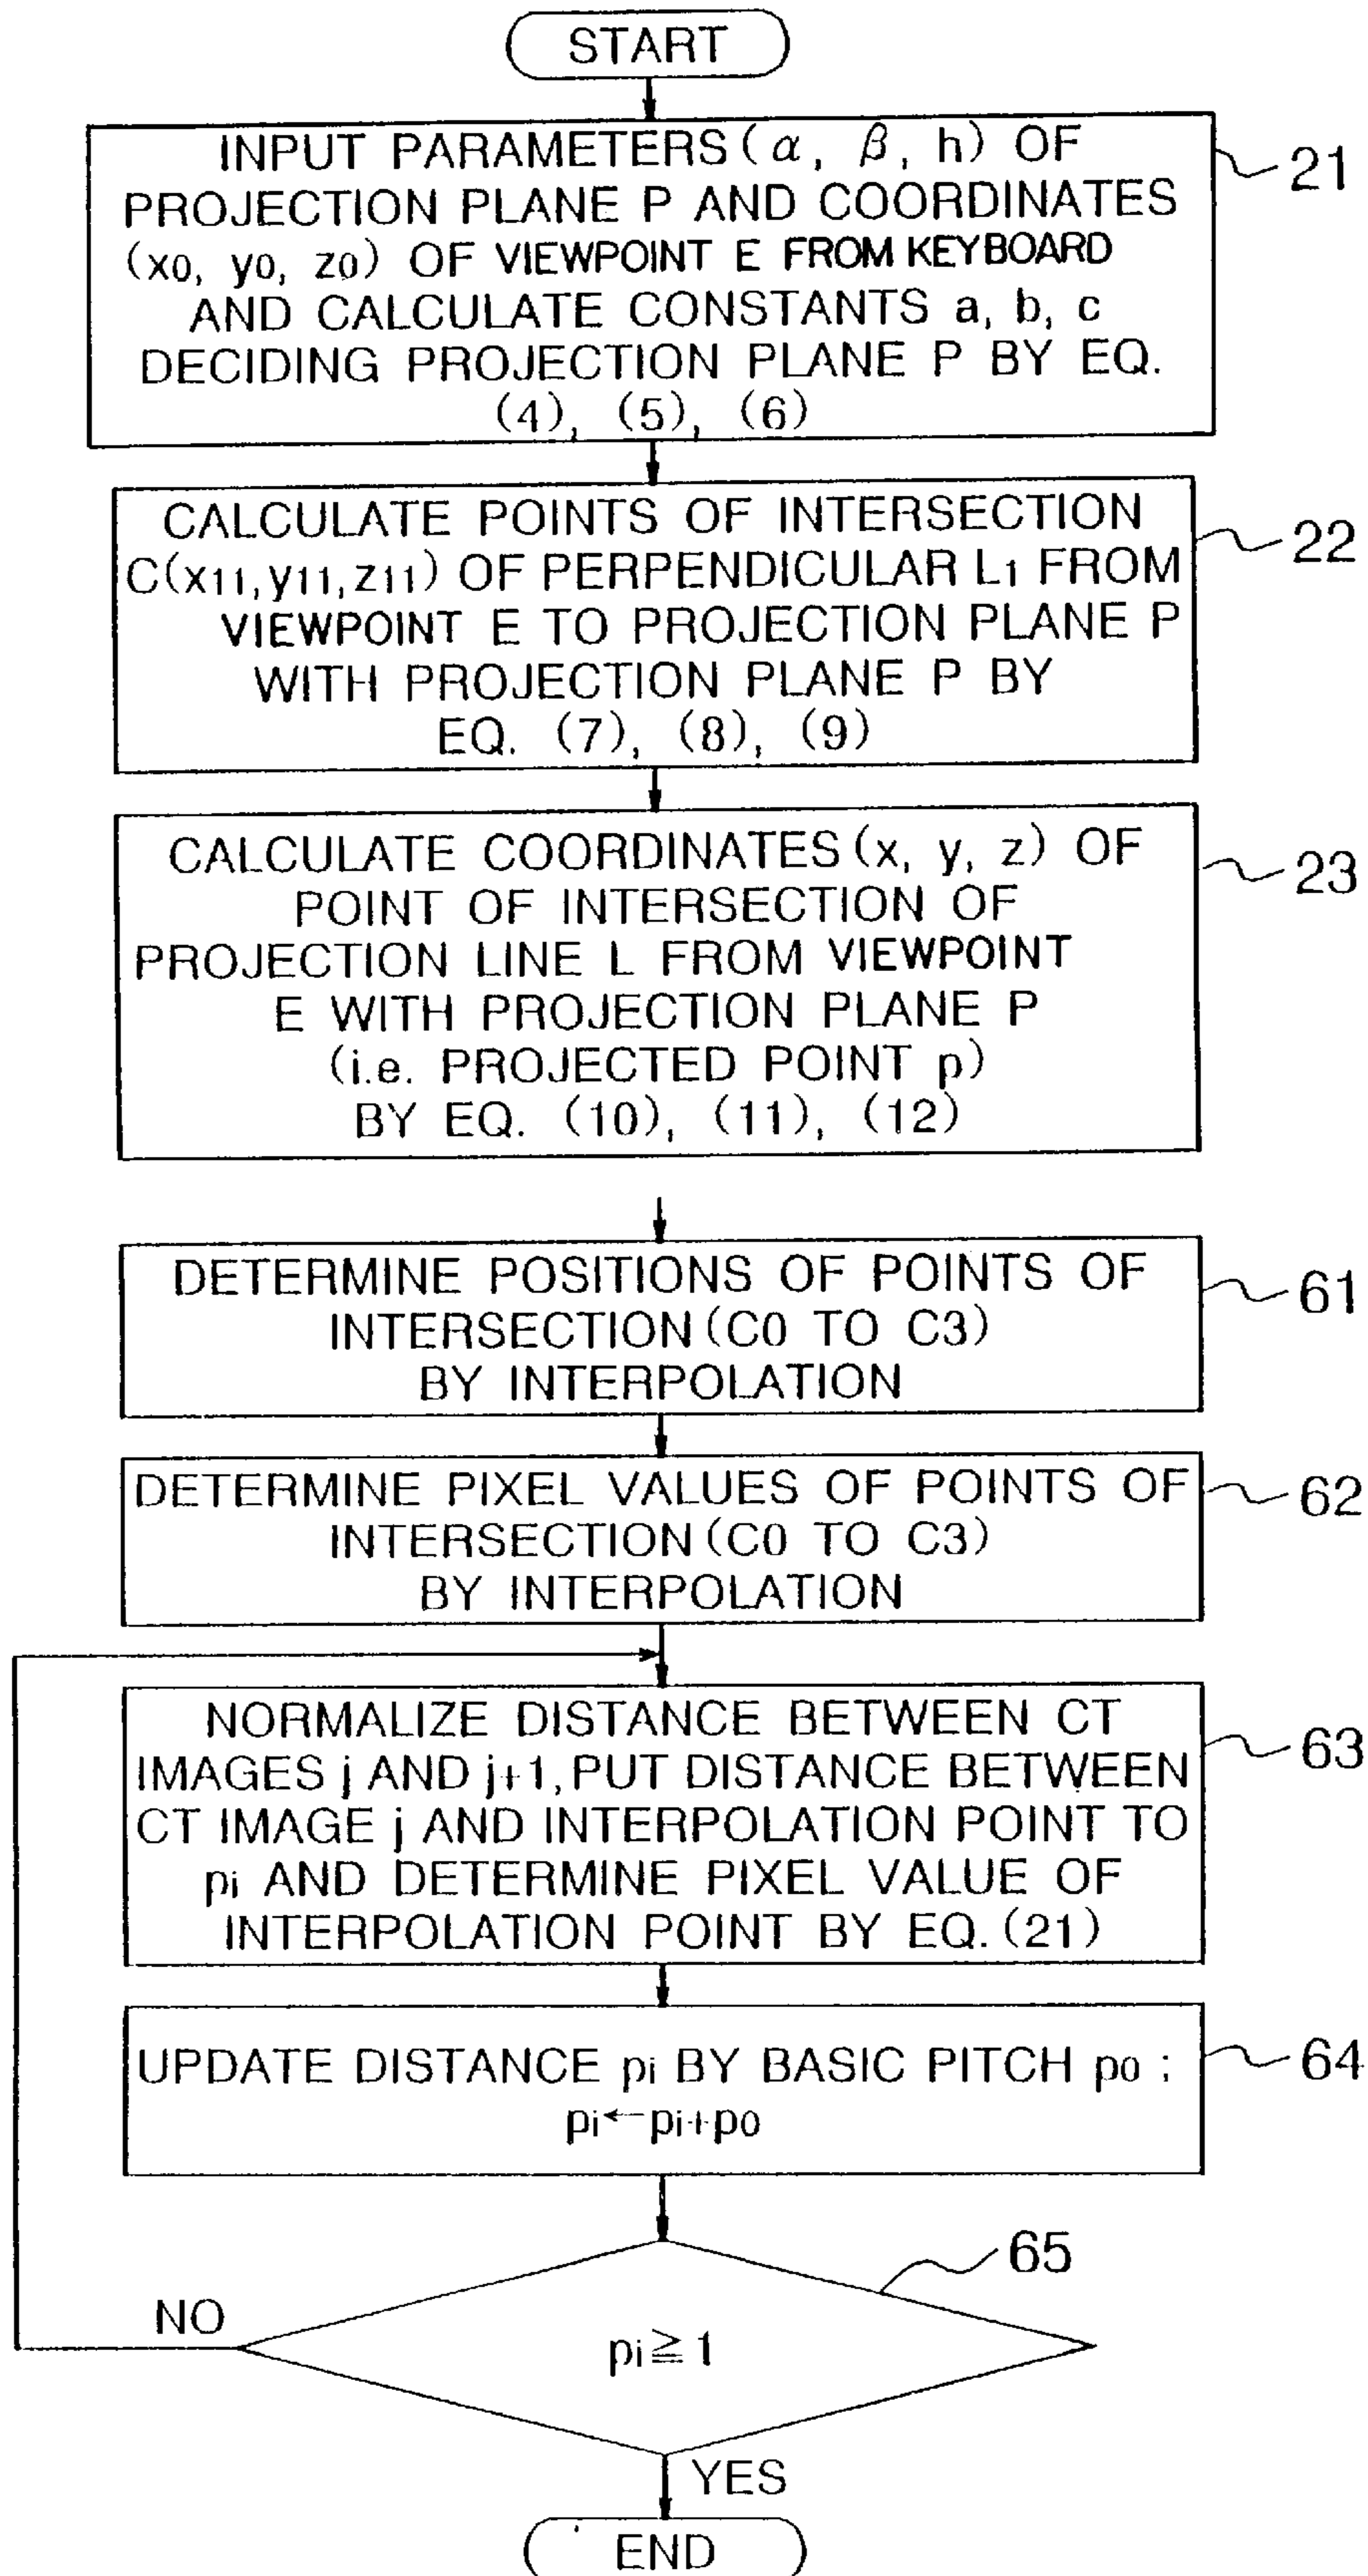 START
INPUT PARAMETERS (α, β, h) OF
PROJECTION PLANE P AND COORDINATES
(x0, y0, z0) OF VIEWPOINT E FROM KEYBOARD
AND CALCULATE CONSTANTS a, b, c
DECIDING PROJECTION PLANE P BY EQ.
(4), (5), (6)
21
CALCULATE POINTS OF INTERSECTION
C(x11,y11,z11) OF PERPENDICULAR L1 FROM
VIEWPOINT E TO PROJECTION PLANE P
WITH PROJECTION PLANE P BY
EQ. (7), (8), (9)
22
CALCULATE COORDINATES (x, y, z) OF
POINT OF INTERSECTION OF
PROJECTION LINE L FROM VIEWPOINT
E WITH PROJECTION PLANE P
(i.e. PROJECTED POINT p)
BY EQ. (10), (11), (12)
23
DETERMINE POSITIONS OF POINTS OF
INTERSECTION (C0 TO C3)
BY INTERPOLATION
61
DETERMINE PIXEL VALUES OF POINTS OF
INTERSECTION (C0 TO C3)
BY INTERPOLATION
62
NORMALIZE DISTANCE BETWEEN CT
IMAGES j AND j+1, PUT DISTANCE BETWEEN
CT IMAGE j AND INTERPOLATION POINT TO
pi AND DETERMINE PIXEL VALUE OF
INTERPOLATION POINT BY EQ. (21)
63
UPDATE DISTANCE pi BY BASIC PITCH p0 ;
pi←pi+p0
64
65
NO
pi≧1
YES
END